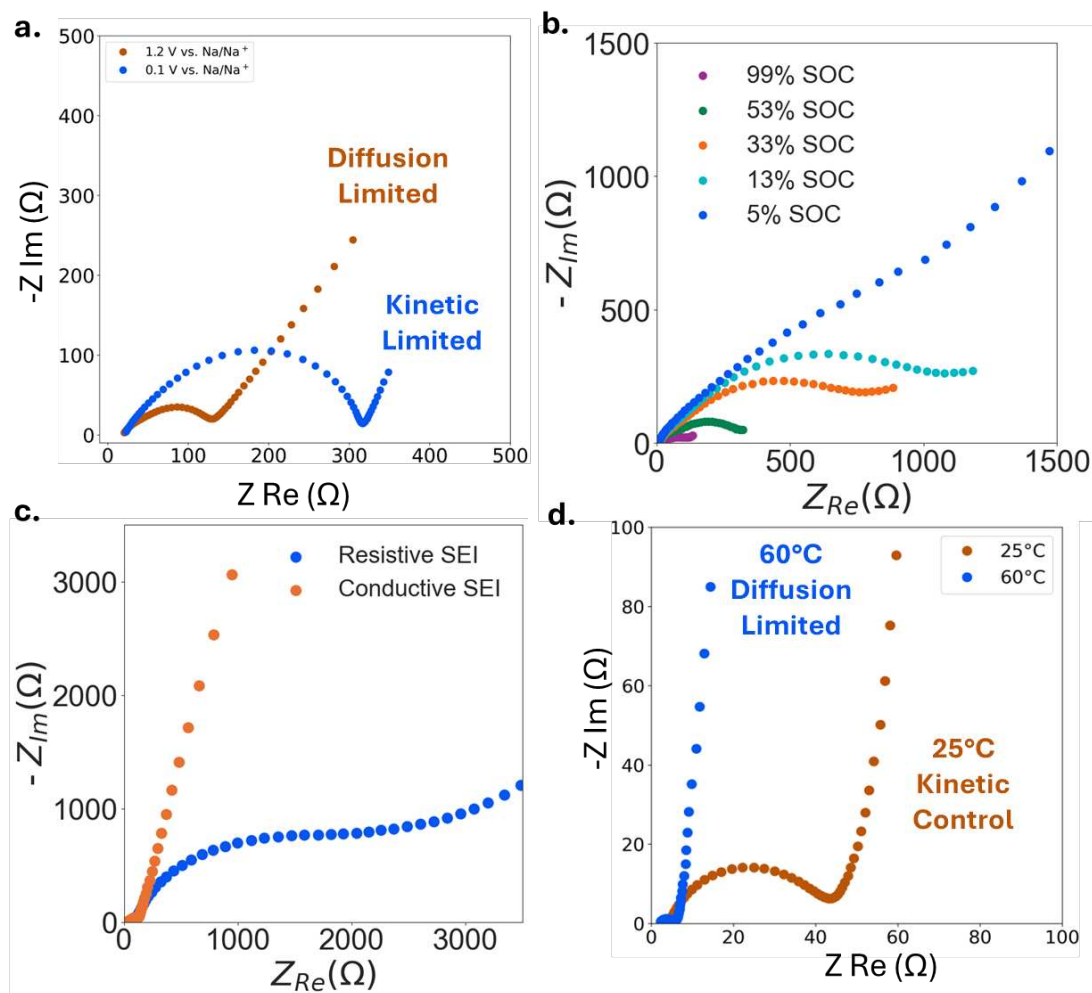 a.
500
400
300
200
100
0
-Z Im (Ω)
1.2 V vs. Na/Na⁺
0.1 V vs. Na/Na⁺
Diffusion
Limited
Kinetic
Limited
0 100 200 300 400 500
Z Re (Ω)
b.
1500
1000
500
0
- Z_Im(Ω)
99% SOC
53% SOC
33% SOC
13% SOC
5% SOC
0 500 1000 1500
Z_Re(Ω)
c.
3000
2000
1000
0
- Z_Im(Ω)
Resistive SEI
Conductive SEI
0 1000 2000 3000
Z_Re(Ω)
d.
100
80
60
40
20
0
-Z Im (Ω)
60°C
Diffusion
Limited
25°C
60°C
25°C
Kinetic
Control
0 20 40 60 80 100
Z Re (Ω)